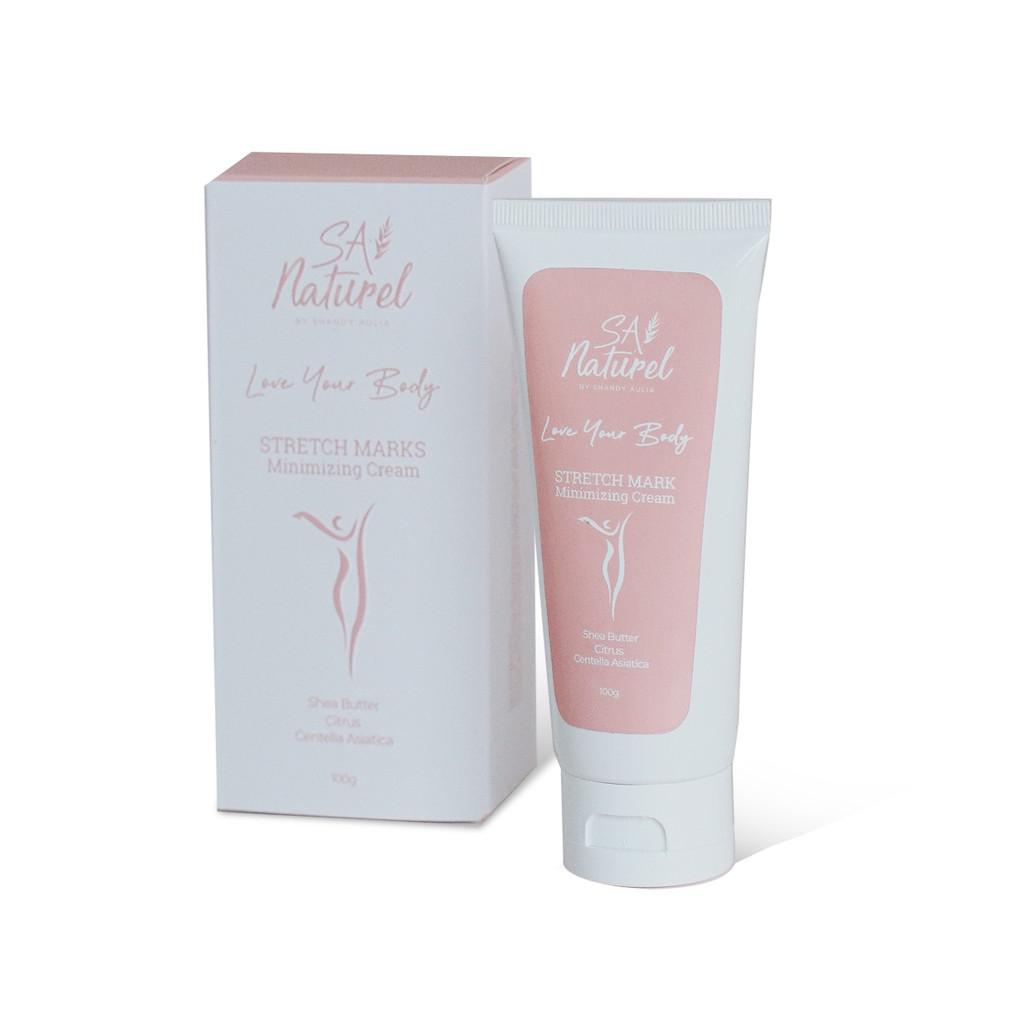 SA
Naturel
BY SHANDY AULIA
Love Your Body
STRETCH MARKS
Minimizing Cream
Shea Butter
Citrus
Centella Asiatica
100g
SA
Naturel
BY SHANDY AULIA
Love Your Body
STRETCH MARK
Minimizing Cream
Shea Butter
Citrus
Centella Asiatica
100g